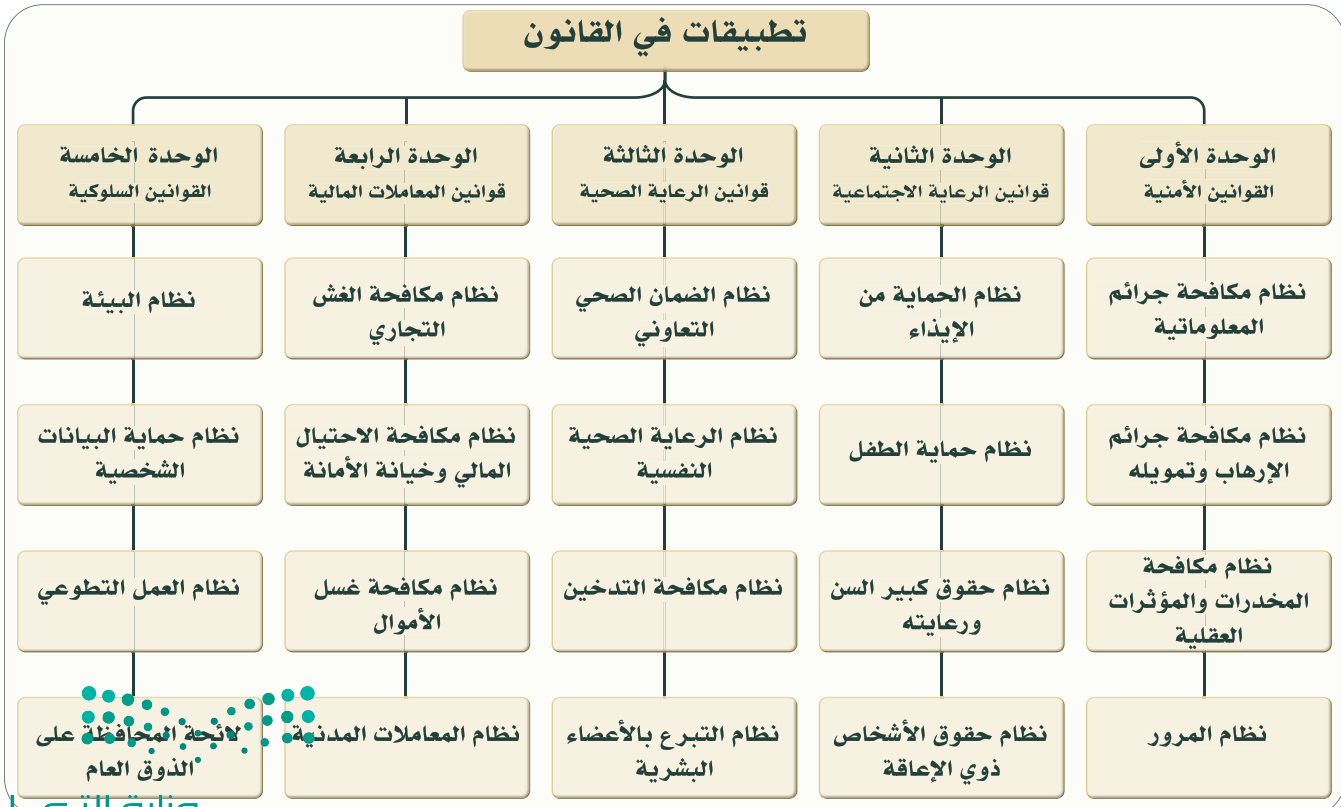 تطبيقات في القانون
الوحدة الأولى
القوانين الأمنية
نظام مكافحة جرائم
المعلوماتية
نظام مكافحة جرائم
الإرهاب وتمويله
نظام مكافحة
المخدرات والمؤثرات
العقلية
نظام المرور
الوحدة الثانية
قوانين الرعاية الاجتماعية
نظام الحماية من
الإيذاء
نظام حماية الطفل
نظام حقوق كبير السن
ورعايته
نظام حقوق الأشخاص
ذوي الإعاقة
الوحدة الثالثة
قوانين الرعاية الصحية
نظام الضمان الصحي
التعاوني
نظام الرعاية الصحية
النفسية
نظام مكافحة التدخين
نظام التبرع بالأعضاء
البشرية
الوحدة الرابعة
قوانين المعاملات المالية
نظام مكافحة الغش
التجاري
نظام مكافحة الاحتيال
المالي وخيانة الأمانة
نظام مكافحة غسل
الأموال
نظام المعاملات المدنية
الوحدة الخامسة
القوانين السلوكية
نظام البيئة
نظام حماية البيانات
الشخصية
نظام العمل التطوعي
لائحة المحافظة على
الذوق العام